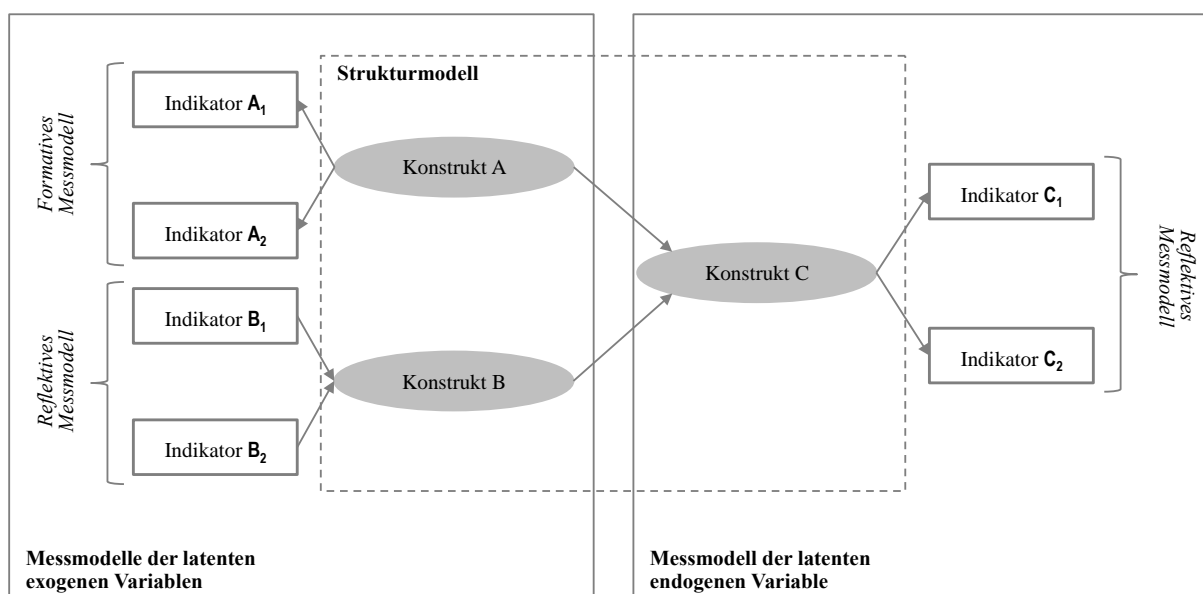 Strukturmodell
Formatives
Messmodell
Indikator A1
Indikator A2
Konstrukt A
Reflektives
Messmodell
Indikator B1
Indikator B2
Konstrukt B
Konstrukt C
Indikator C1
Indikator C2
Reflektives
Messmodell
Messmodelle der latenten
exogenen Variablen
Messmodell der latenten
endogenen Variable